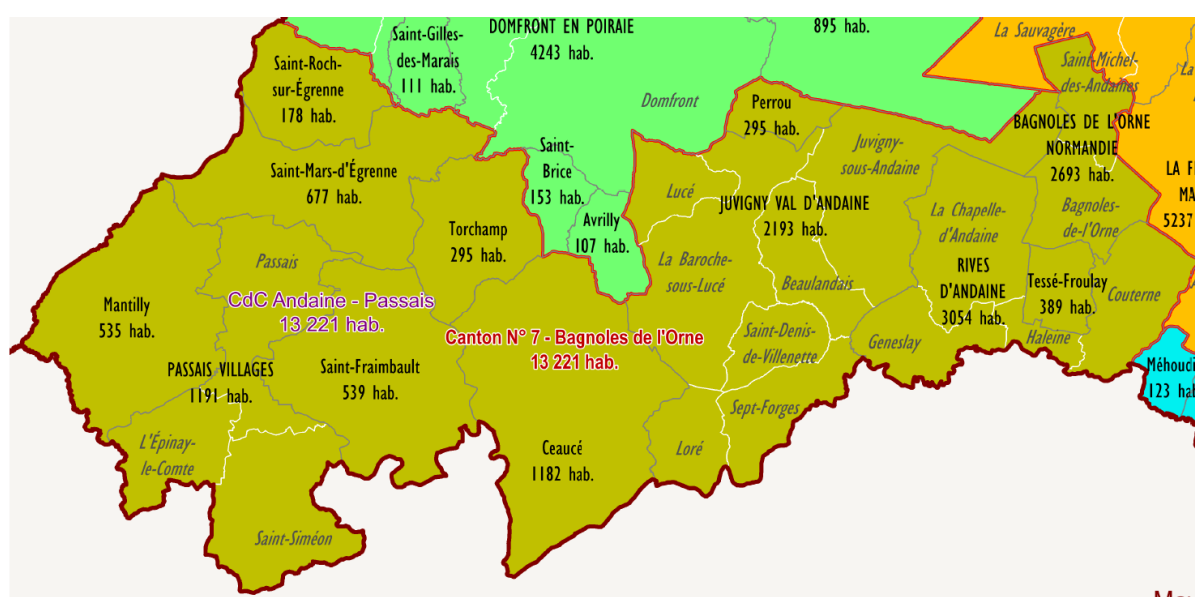 DOMFRONT EN POIRAIE
4243 hab.
895 hab.
La Sauvagère
Saint-Gilles-
des-Marais
111 hab.
Saint-Roch-
sur-Égrenne
178 hab.
Saint-Michel-
des-Andaines
La
Domfront
Perrou
295 hab.
BAGNOLES DE L'ORNE
NORMANDIE
2693 hab.
Juvigny-
sous-Andaine
Saint-
Brice
153 hab.
Saint-Mars-d'Égrenne
677 hab.
LA F
MA
5237
Lucé
JUVIGNY VAL D'ANDAINE
2193 hab.
La Chapelle-
d'Andaine
Bagnoles-
de-l'Orne
Torchamp
295 hab.
Avrilly
107 hab.
Passais
La Baroche-
sous-Lucé
Beaulandais
RIVES
D'ANDAINE
3054 hab.
Tessé-Froulay
389 hab.
Couterne
Mantilly
535 hab.
CdC Andaine - Passais
13 221 hab.
Canton N° 7 - Bagnoles de l'Orne
13 221 hab.
Saint-Denis-
de-Villenette
Geneslay
Haleine
PASSAIS VILLAGES
1191 hab.
Saint-Fraimbault
539 hab.
Méhoudi
123 hab
Sept-Forges
L'Épinay-
le-Comte
Ceaucé
1182 hab.
Loré
Saint-Siméon